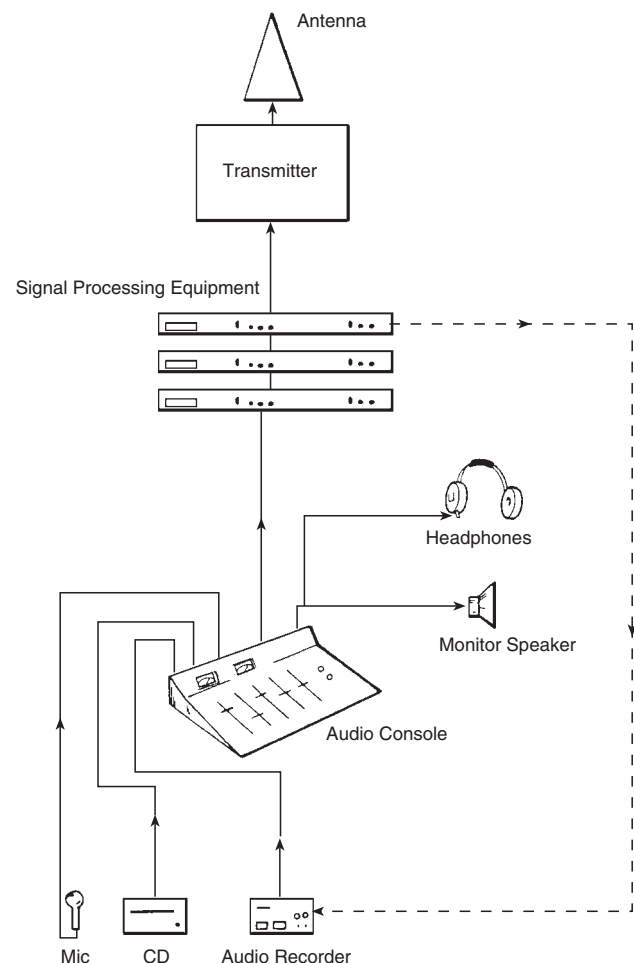 Antenna
Transmitter
Signal Processing Equipment
Headphones
Monitor Speaker
Audio Console
Mic
CD
Audio Recorder